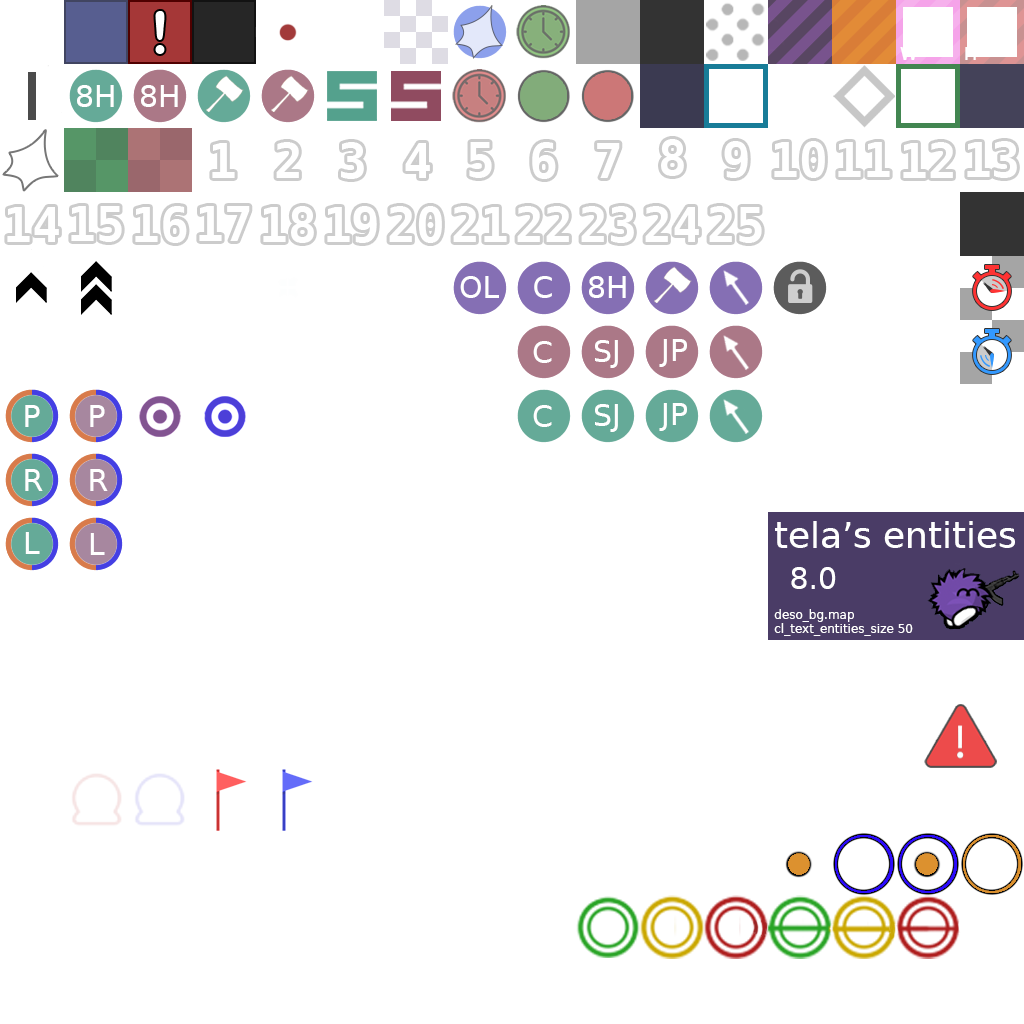 !
8H 8H
1 2 3 4 5 6 7 8 9 10 11 12 13
14 15 16 17 18 19 20 21 22 23 24 25
OL C 8H
C SJ JP
P P C SJ JP
R R
L L
tela’s entities
8.0
deso_bg.map
cl_text_entities_size 50
!